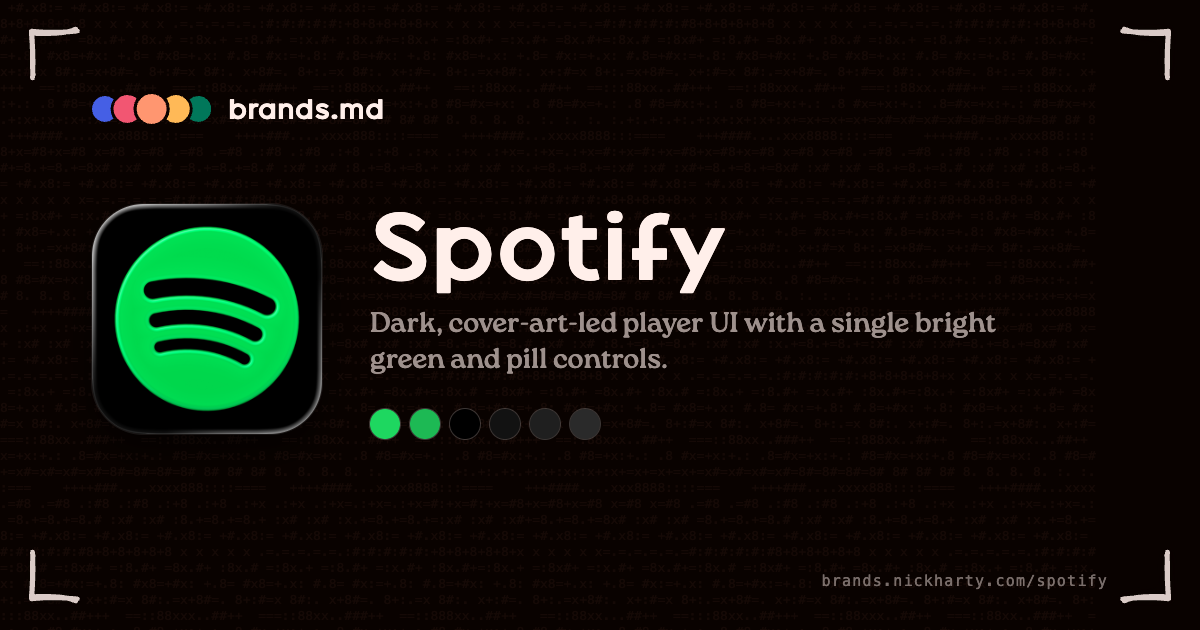 brands.md
Spotify
Dark, cover-art-led player UI with a single bright
green and pill controls.
brands.nickharty.com/spotify